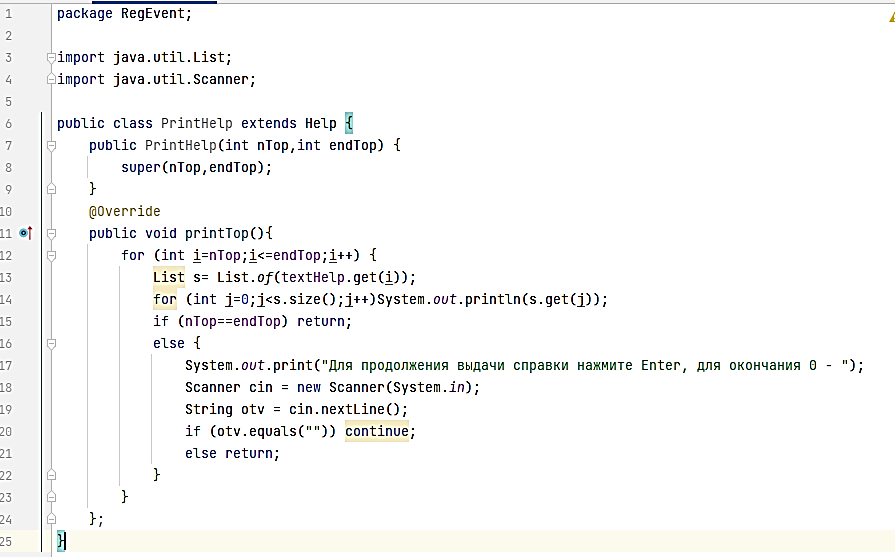 1 package RegEvent;
2
3 import java.util.List;
4 import java.util.Scanner;
5
6 public class PrintHelp extends Help {
7     public PrintHelp(int nTop,int endTop) {
8         super(nTop,endTop);
9     }
10     @Override
11     public void printTop(){
12         for (int i=nTop;i<=endTop;i++) {
13             List s= List.of(textHelp.get(i));
14             for (int j=0;j<s.size();j++)System.out.println(s.get(j));
15             if (nTop==endTop) return;
16             else {
17                 System.out.print("Для продолжения выдачи справки нажмите Enter, для окончания 0 - ");
18                 Scanner cin = new Scanner(System.in);
19                 String otv = cin.nextLine();
20                 if (otv.equals("")) continue;
21                 else return;
22             }
23         }
24     };
25 }